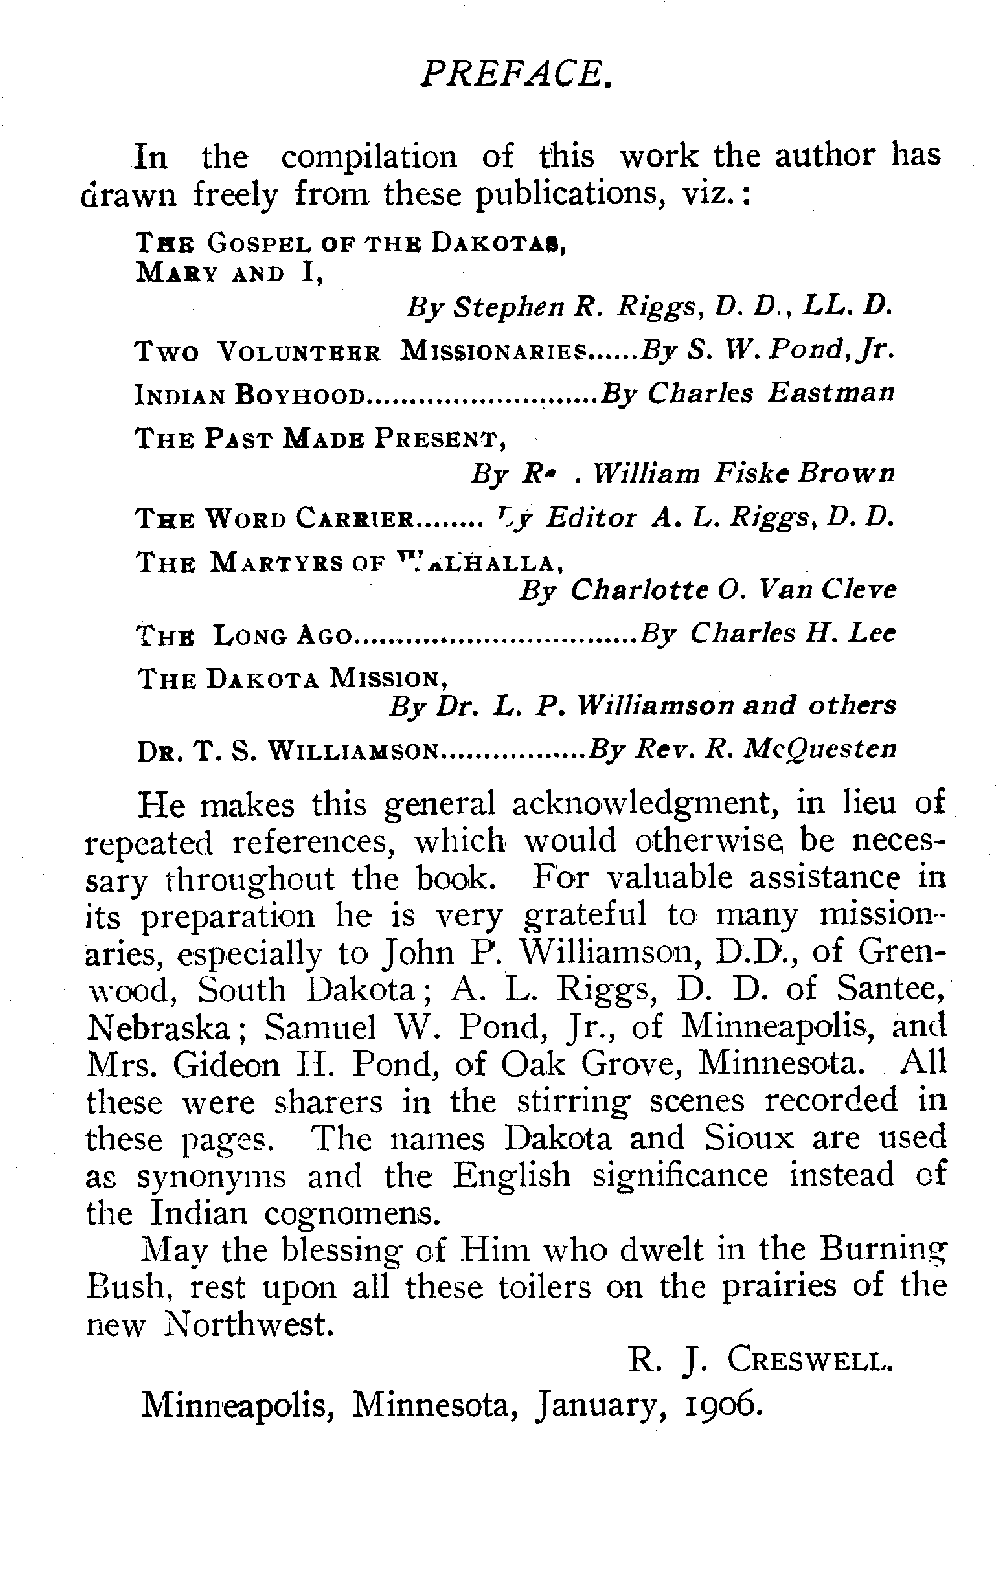 PREFACE.
In the compilation of this work the author has
drawn freely from these publications, viz.:
THE GOSPEL OF THE DAKOTAS,
MARY AND I,
By Stephen R. Riggs, D. D., LL. D.
TWO VOLUNTEER MISSIONARIES......By S. W. Pond, Jr.
INDIAN BOYHOOD...........................By Charles Eastman
THE PAST MADE PRESENT,
By . William Fiske Brown
THE WORD CARRIER........ By Editor A. L. Riggs, D. D.
THE MARTYRS OF WALHALLA,
By Charlotte O. Van Cleve
THE LONG AGO.................................By Charles H. Lee
THE DAKOTA MISSION,
By Dr. L. P. Williamson and others
DR. T. S. WILLIAMSON.................By Rev. R. McQuesten
He makes this general acknowledgment, in lieu of
repeated references, which would otherwise be neces-
sary throughout the book. For valuable assistance in
its preparation he is very grateful to many mission-
aries, especially to John P. Williamson, D.D., of Gren-
wood, South Dakota; A. L. Riggs, D. D. of Santee,
Nebraska; Samuel W. Pond, Jr., of Minneapolis, and
Mrs. Gideon H. Pond, of Oak Grove, Minnesota. All
these were sharers in the stirring scenes recorded in
these pages. The names Dakota and Sioux are used
as synonyms and the English significance instead of
the Indian cognomens.
May the blessing of Him who dwelt in the Burning
Bush, rest upon all these toilers on the prairies of the
new Northwest.
R. J. CRESWELL.
Minneapolis, Minnesota, January, 1906.